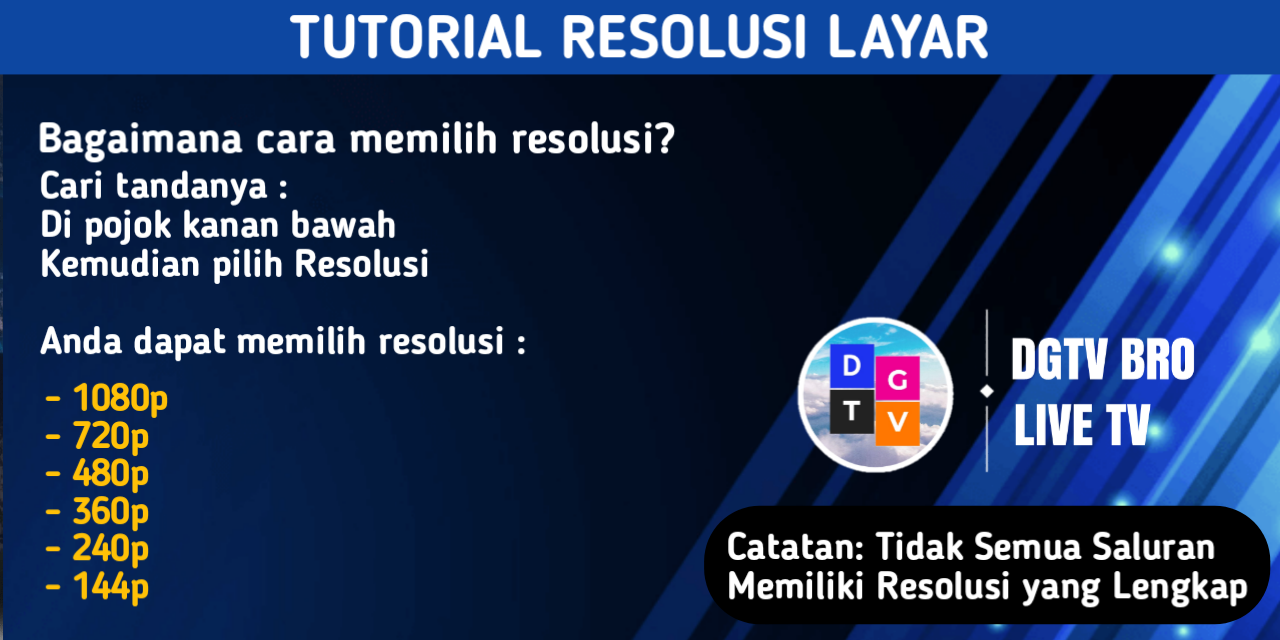 TUTORIAL RESOLUSI LAYAR
Bagaimana cara memilih resolusi?
Cari tandanya :
Di pojok kanan bawah
Kemudian pilih Resolusi
Anda dapat memilih resolusi :
- 1080p
- 720p
- 480p
- 360p
- 240p
- 144p
D G
T V
DGTV BRO
LIVE TV
Catatan: Tidak Semua Saluran
Memiliki Resolusi yang Lengkap